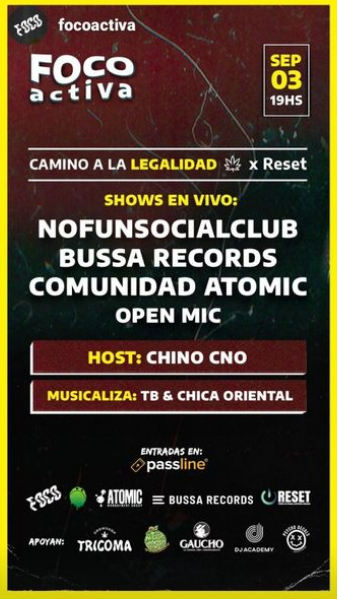 FOCO
focoactiva
FOCO
activa
SEP
03
19HS
CAMINO A LA LEGALIDAD x Reset
SHOWS EN VIVO:
NOFUNSOCIALCLUB
BUSSA RECORDS
COMUNIDAD ATOMIC
OPEN MIC
HOST: CHINO CNO
MUSICALIZA: TB & CHICA ORIENTAL
ENTRADAS EN:
passline
FOCO ATOMIC BUSSA RECORDS RESET
APOYAN: TRICOMA GAUCHO DJ ACADEMY